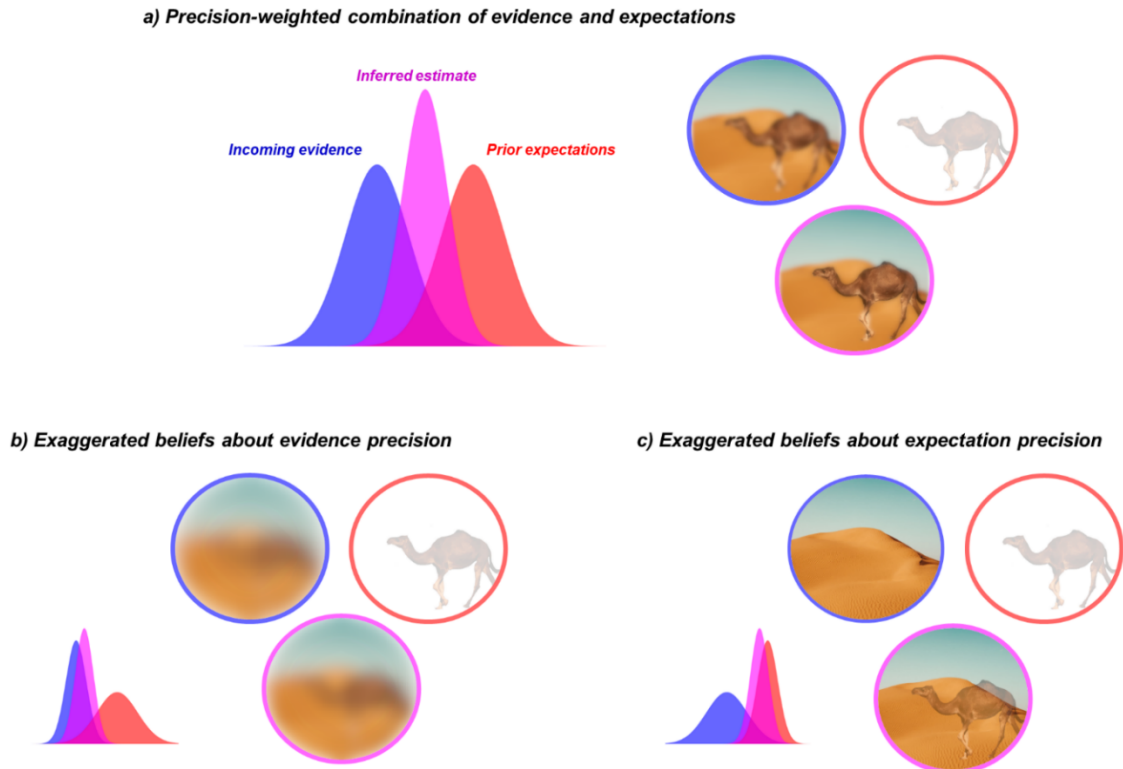 a) Precision-weighted combination of evidence and expectations
Inferred estimate
Incoming evidence
Prior expectations
b) Exaggerated beliefs about evidence precision
c) Exaggerated beliefs about expectation precision